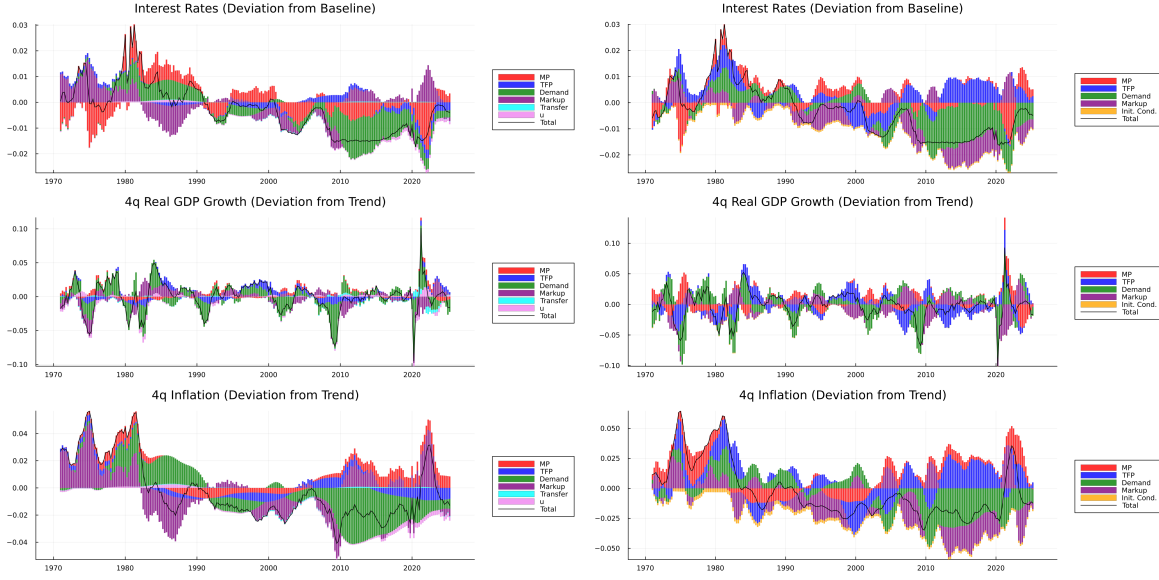 Interest Rates (Deviation from Baseline)
0.03
0.02
0.01
0.00
−0.01
−0.02
1970 1980 1990 2000 2010 2020
MP
TFP
Demand
Markup
Transfer
u
Total
Interest Rates (Deviation from Baseline)
0.03
0.02
0.01
0.00
−0.01
−0.02
1970 1980 1990 2000 2010 2020
MP
TFP
Demand
Markup
Init. Cond.
Total
4q Real GDP Growth (Deviation from Trend)
0.10
0.05
0.00
−0.05
−0.10
1970 1980 1990 2000 2010 2020
MP
TFP
Demand
Markup
Transfer
u
Total
4q Real GDP Growth (Deviation from Trend)
0.10
0.05
0.00
−0.05
−0.10
1970 1980 1990 2000 2010 2020
MP
TFP
Demand
Markup
Init. Cond.
Total
4q Inflation (Deviation from Trend)
0.04
0.02
0.00
−0.02
−0.04
1970 1980 1990 2000 2010 2020
MP
TFP
Demand
Markup
Transfer
u
Total
4q Inflation (Deviation from Trend)
0.050
0.025
0.000
−0.025
−0.050
1970 1980 1990 2000 2010 2020
MP
TFP
Demand
Markup
Init. Cond.
Total